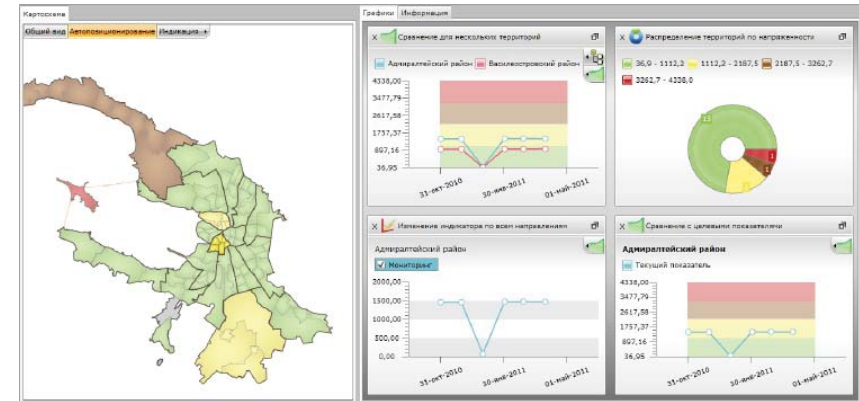 Картосхема
Общий вид Автопозиционирование Индикация
Графики Информация
x Сравнение для нескольких территорий
Адмиралтейский район Василеостровский район
4338,00
3477,79
2617,58
1757,37
897,16
36,95
31-окт-2010 30-янв-2011 01-май-2011
x Распределение территорий по напряженности
36,9 - 1112,2 1112,2 - 2187,5 2187,5 - 3262,7
3262,7 - 4338,0
1
1
x Изменение индикатора по всем направлениям
Адмиралтейский район
Мониторинг
2000,00
1500,00
1000,00
500,00
0,00
31-окт-2010 30-янв-2011 01-май-2011
x Сравнение с целевыми показателями
Адмиралтейский район
Текущий показатель
4338,00
3477,79
2617,58
1757,37
897,16
36,95
31-окт-2010 30-янв-2011 01-май-2011